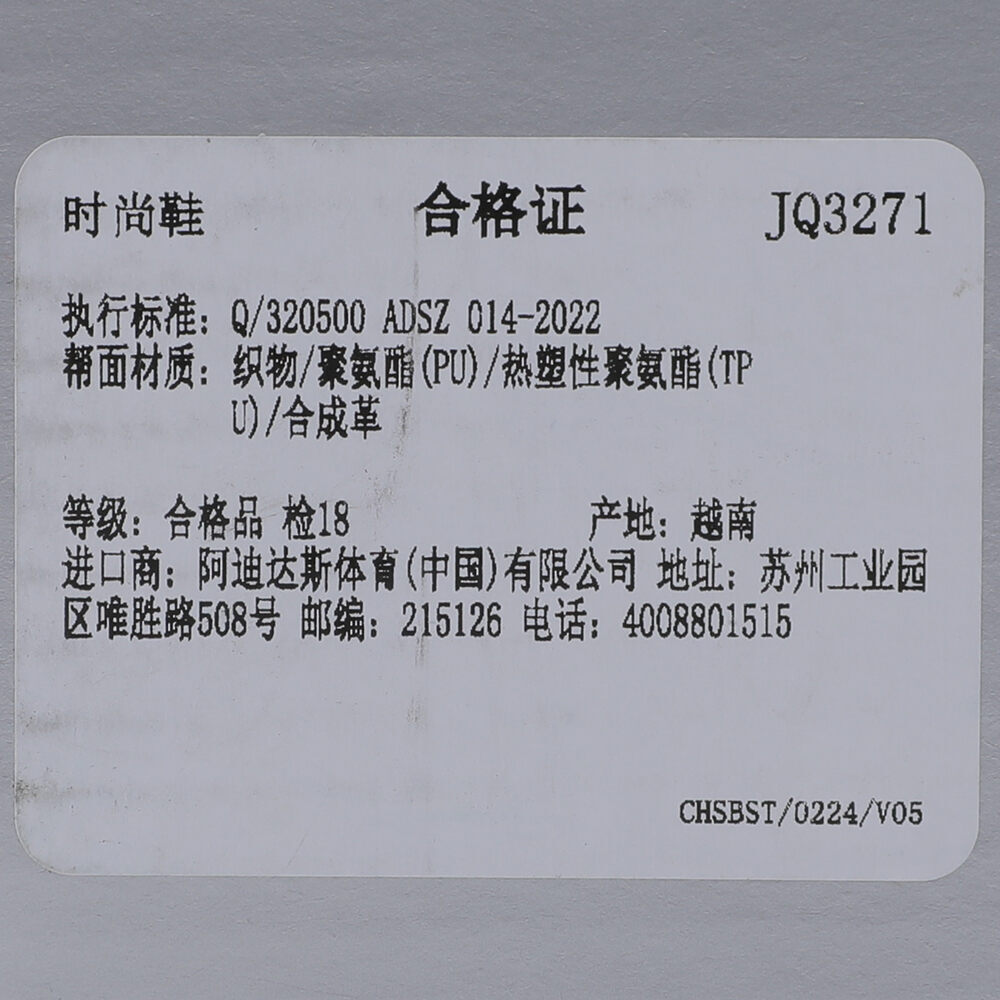 时尚鞋 合格证 JQ3271
执行标准：Q/320500 ADSZ 014-2022
帮面材质：织物/聚氨酯(PU)/热塑性聚氨酯(TP
U)/合成革
等级：合格品 检18 产地：越南
进口商：阿迪达斯体育(中国)有限公司 地址：苏州工业园
区唯胜路508号 邮编：215126 电话：4008801515
CHSBST/0224/V05